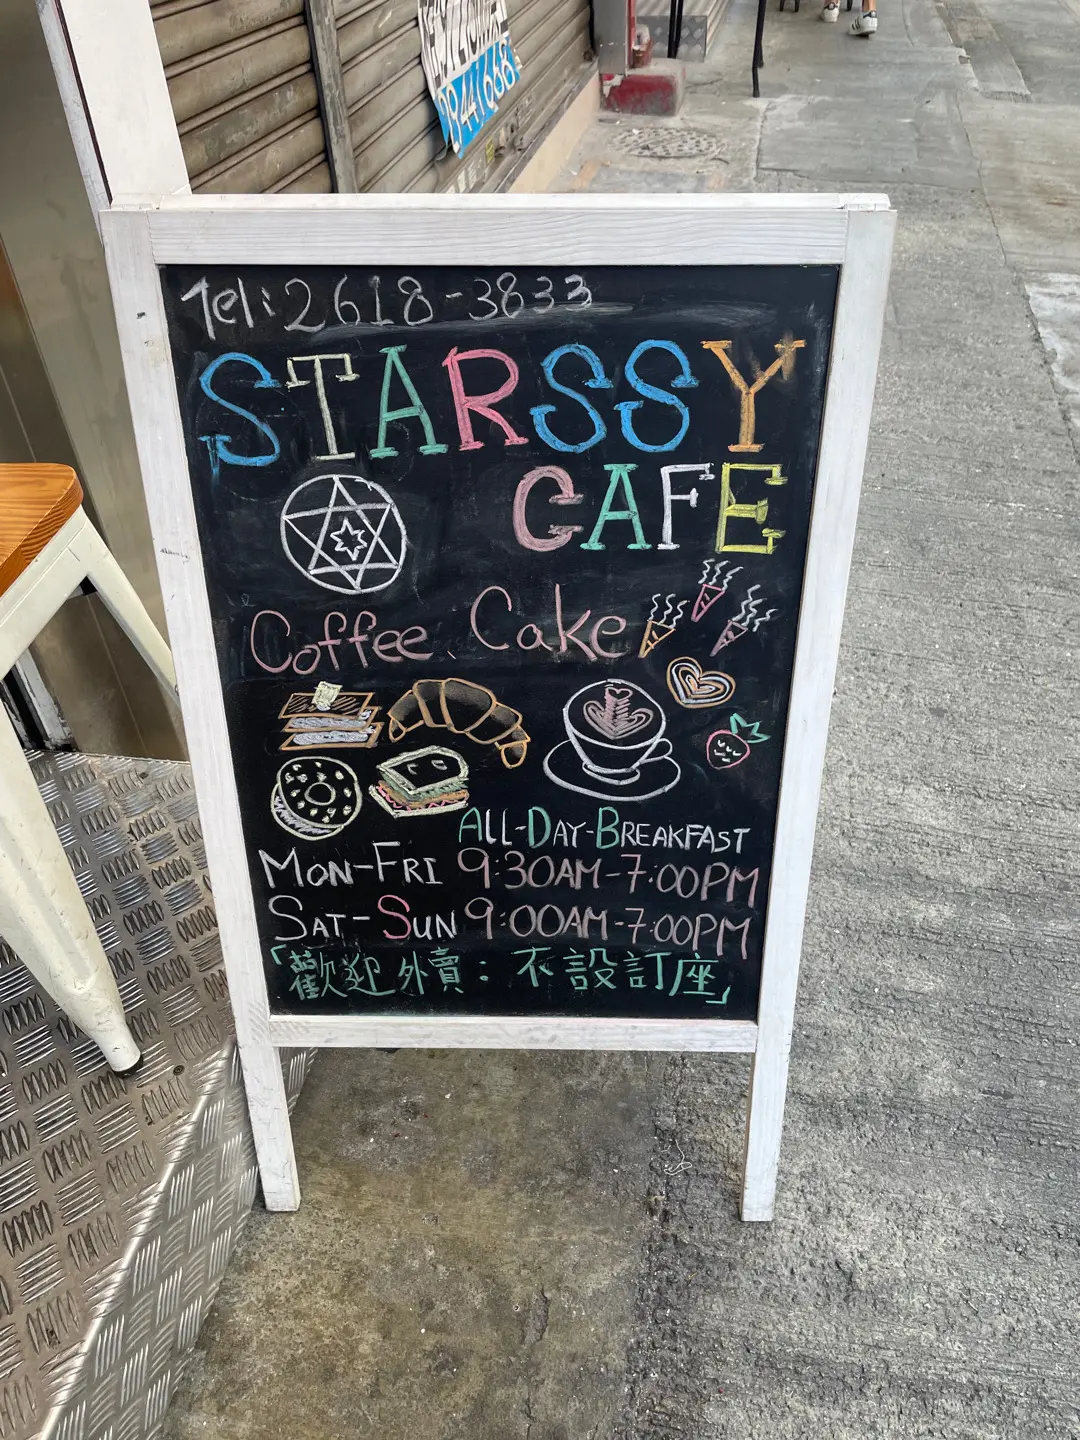 09441668
Tel: 2618-3833
STARSSY
CAFE
Coffee、Cake
ALL-DAY-BREAKFAST
MON-FRI 9:30AM-7:00PM
SAT-SUN 9:00AM-7:00PM
「歡迎外賣：不設訂座」